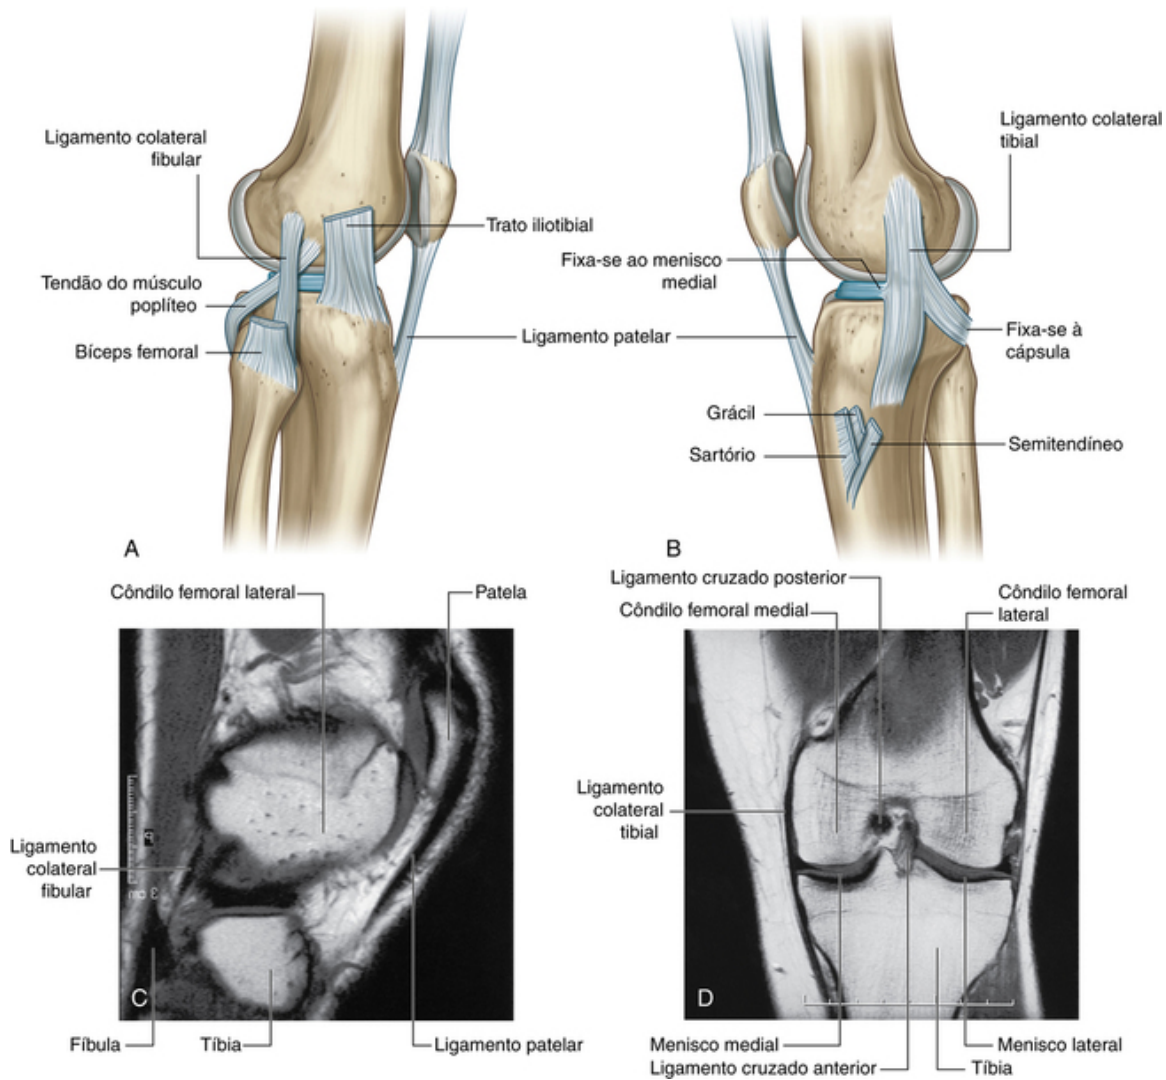 Ligamento colateral
fibular
Trato iliotibial
Tendão do músculo
poplíteo
Bíceps femoral
Ligamento patelar
Ligamento colateral
tibial
Fixa-se ao menisco
medial
Fixa-se à
cápsula
Grácil
Sartório
Semitendíneo
A
B
Côndilo femoral lateral
Patela
Ligamento
colateral
fibular
C
Fíbula
Tíbia
Ligamento patelar
Ligamento cruzado posterior
Côndilo femoral medial
Côndilo femoral
lateral
Ligamento
colateral
tibial
D
Menisco medial
Ligamento cruzado anterior
Menisco lateral
Tíbia